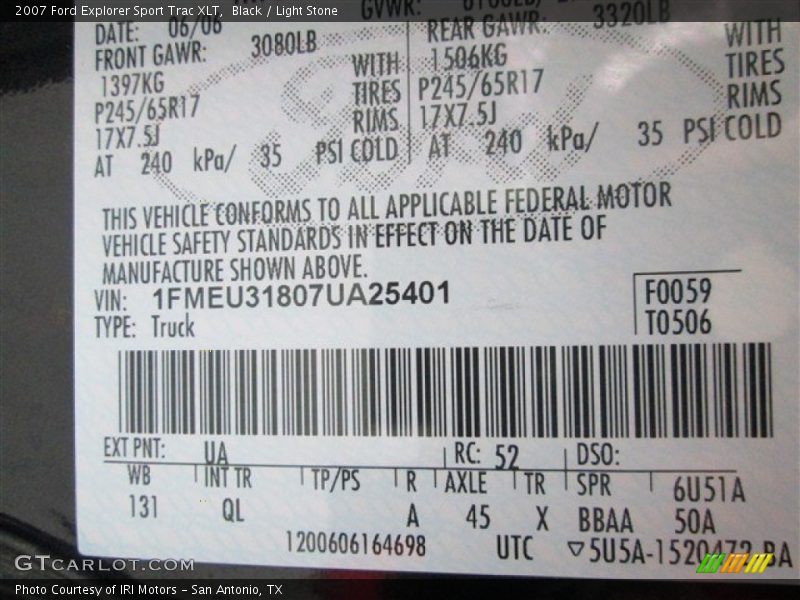 2007 Ford Explorer Sport Trac XLT, Black / Light Stone
GVWR:
DATE: 06/06
FRONT GAWR: 3080LB
1397KG WITH
P245/65R17 TIRES
17X7.5J RIMS
AT 240 kPa/ 35 PSI COLD
REAR GAWR: 3320LB
1506KG WITH
P245/65R17 TIRES
17X7.5J RIMS
AT 240 kPa/ 35 PSI COLD
THIS VEHICLE CONFORMS TO ALL APPLICABLE FEDERAL MOTOR
VEHICLE SAFETY STANDARDS IN EFFECT ON THE DATE OF
MANUFACTURE SHOWN ABOVE.
VIN: 1FMEU31807UA25401
TYPE: Truck
F0059
T0506
EXT PNT: UA RC: 52 DSO:
WB INT TR TP/PS R AXLE TR SPR 6U51A
131 QL A 45 X BBAA 50A
1200606164698 UTC ▽5U5A-1520472 BA
GTCARLOT.COM
Photo Courtesy of IRI Motors – San Antonio, TX